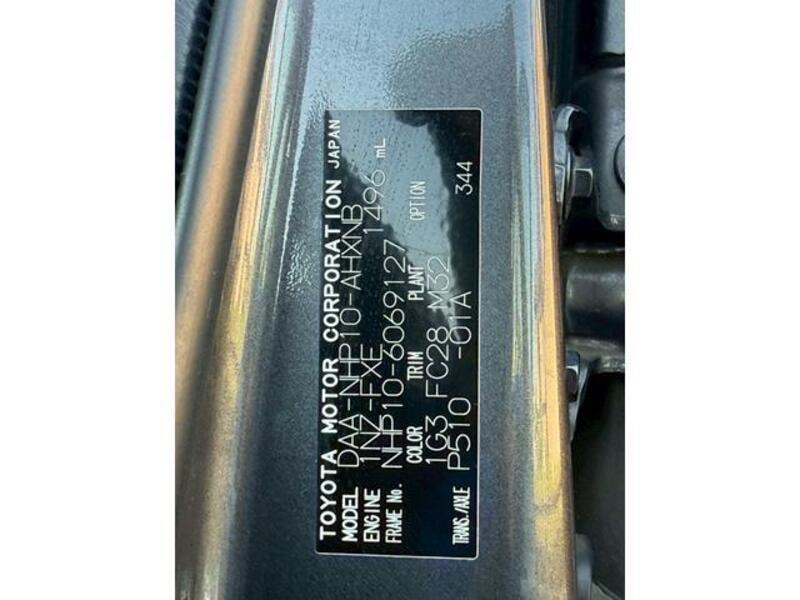 TOYOTA MOTOR CORPORATION JAPAN
MODEL DAA-NHP10-AHXNB
ENGINE 1NZ-FXE 1496 mL
FRAME No. NHP10-6069127
COLOR TRIM PLANT OPTION
1G3 FC28 M32
TRANS./AXLE P510 -01A 344